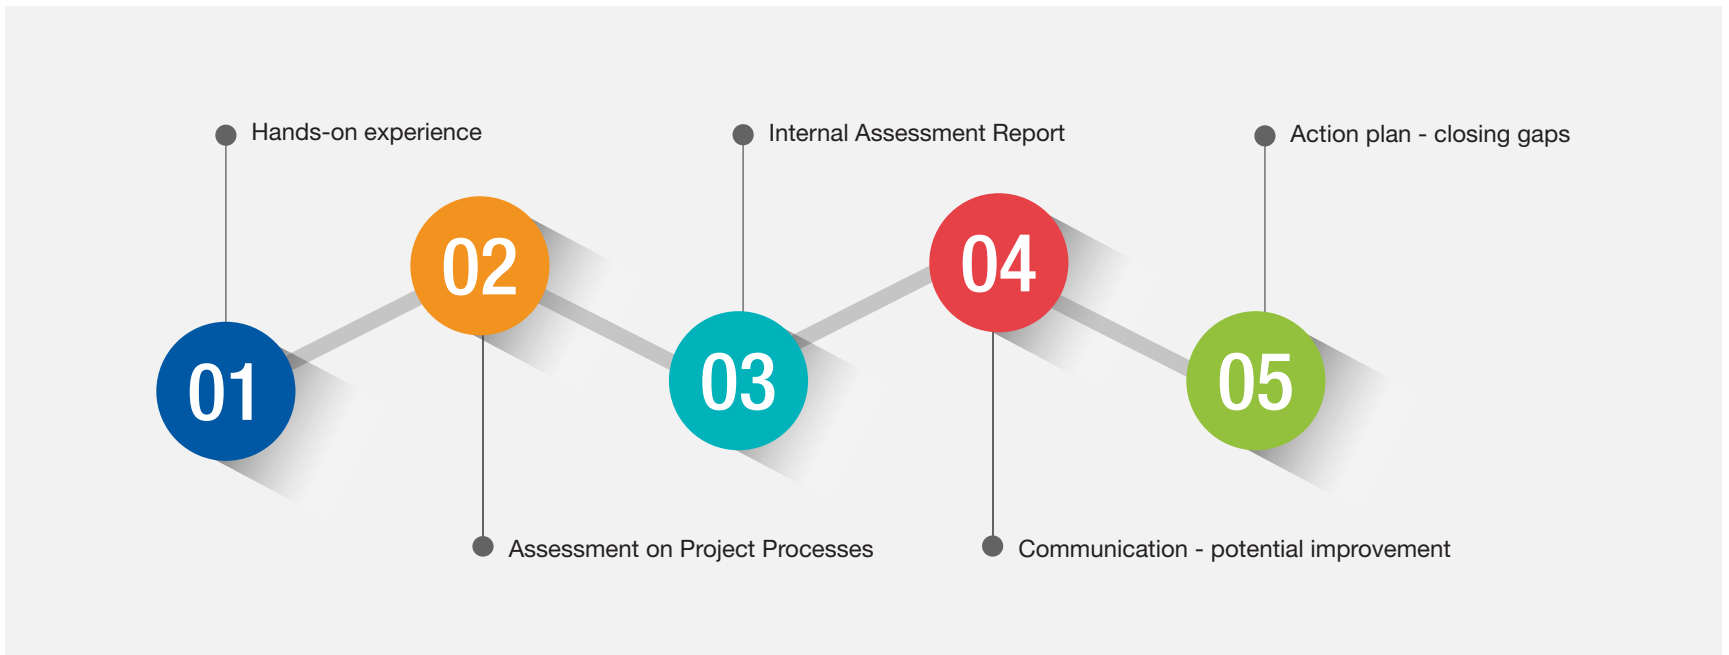 Hands-on experience
Internal Assessment Report
Action plan - closing gaps
01
02
03
04
05
Assessment on Project Processes
Communication - potential improvement